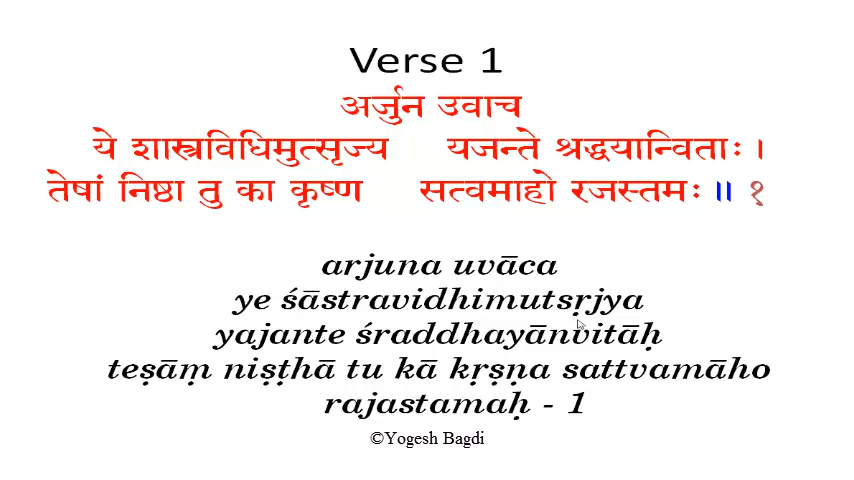 Verse 1
अर्जुन उवाच
ये शास्त्रविधिमुत्सृज्य यजन्ते श्रद्धयान्विताः ।
तेषां निष्ठा तु का कृष्ण सत्वमाहो रजस्तमः ॥ १
arjuna uvāca
ye śāstravidhimutsṛjya
yajante śraddhayānvitāḥ
teṣāṃ niṣṭhā tu kā kṛṣṇa sattvamāho
rajastamaḥ - 1
©Yogesh Bagdi